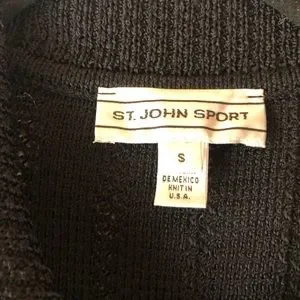 ST. JOHN SPORT
S
DE MEXICO
KNIT IN
U.S.A.